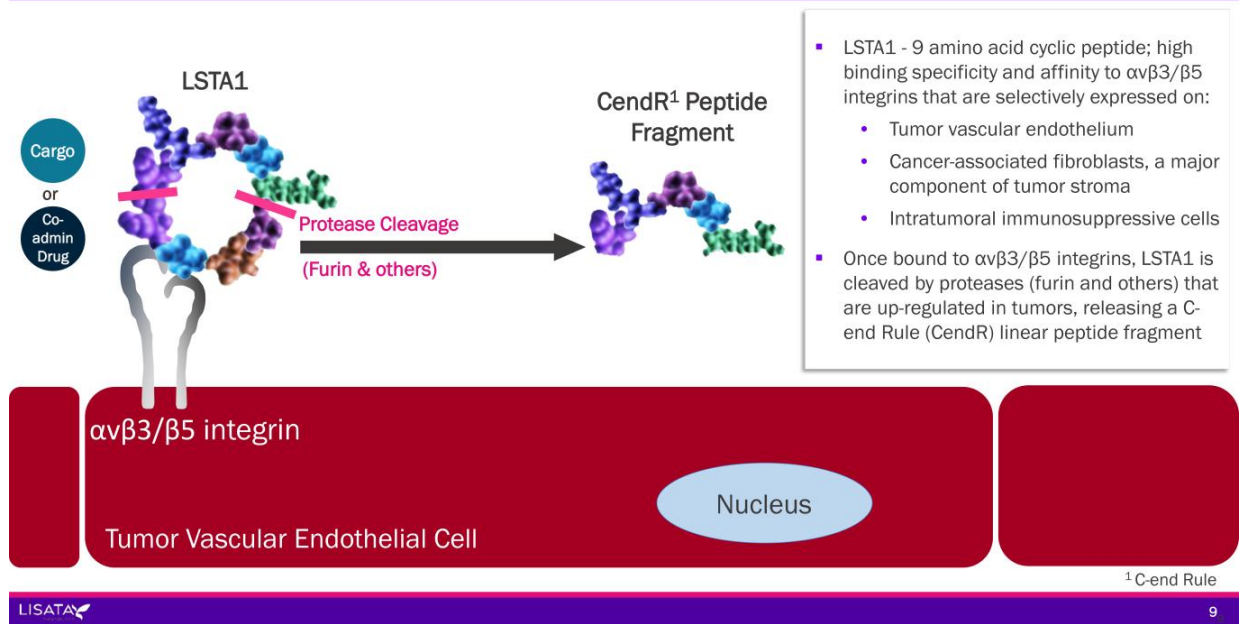 LSTA1
Cargo
or
Co-
admin
Drug
Protease Cleavage
(Furin & others)
CendR¹ Peptide
Fragment
▪ LSTA1 - 9 amino acid cyclic peptide; high
binding specificity and affinity to αvβ3/β5
integrins that are selectively expressed on:
• Tumor vascular endothelium
• Cancer-associated fibroblasts, a major
component of tumor stroma
• Intratumoral immunosuppressive cells
▪ Once bound to αvβ3/β5 integrins, LSTA1 is
cleaved by proteases (furin and others) that
are up-regulated in tumors, releasing a C-
end Rule (CendR) linear peptide fragment
αvβ3/β5 integrin
Nucleus
Tumor Vascular Endothelial Cell
¹ C-end Rule
LISATA
9